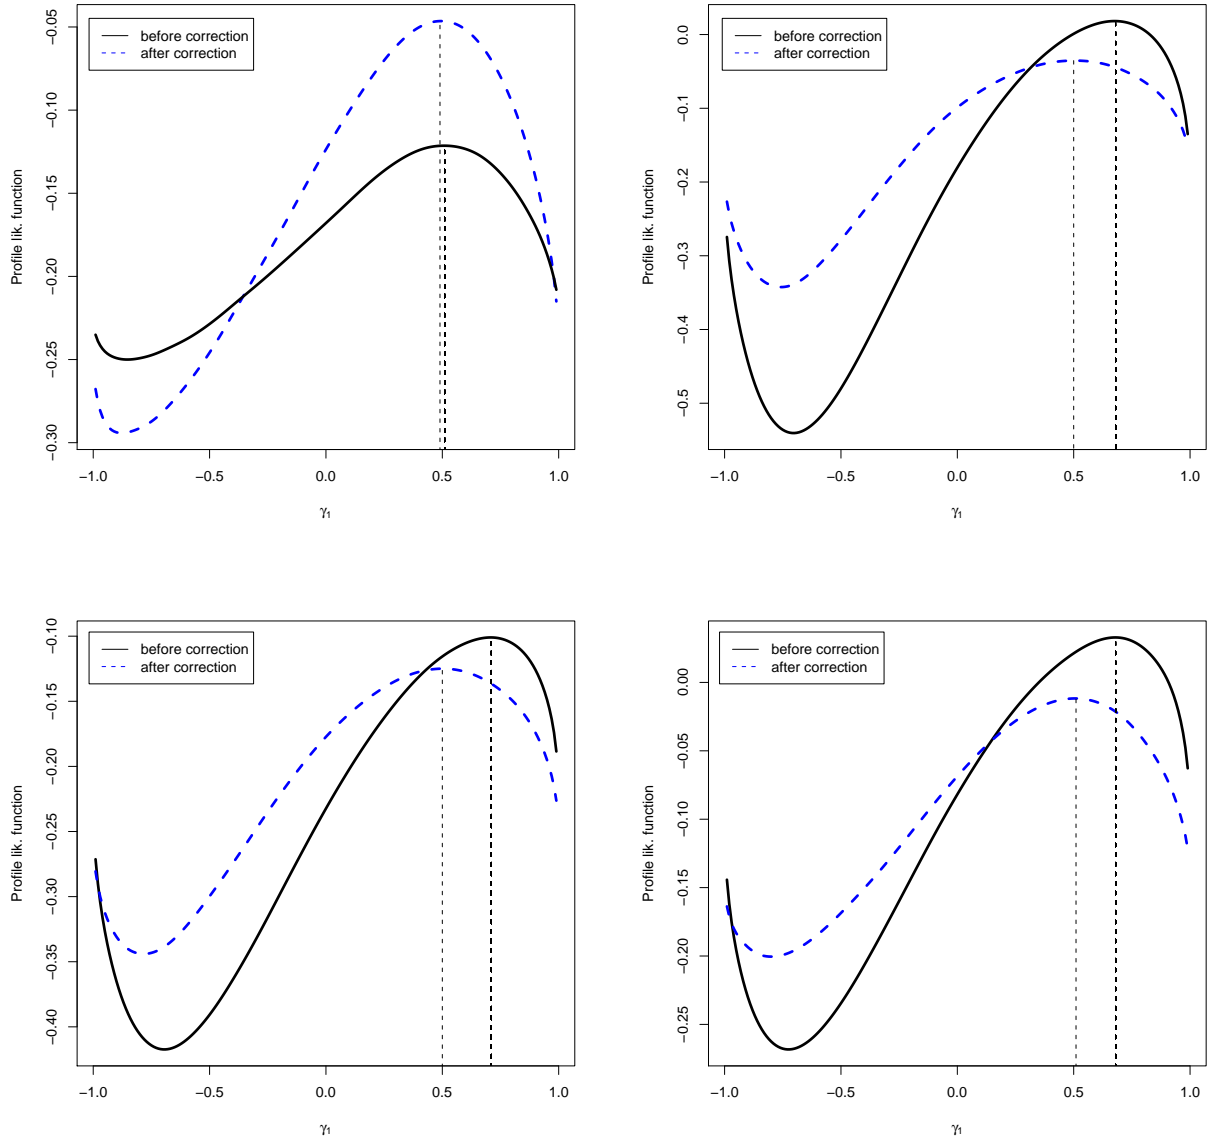 before correction
after correction
−0.05
−0.10
−0.15
−0.20
−0.25
−0.30
Profile lik. function
−1.0 −0.5 0.0 0.5 1.0
γ1
before correction
after correction
0.0
−0.1
−0.2
−0.3
−0.4
−0.5
Profile lik. function
−1.0 −0.5 0.0 0.5 1.0
γ1
before correction
after correction
−0.10
−0.15
−0.20
−0.25
−0.30
−0.35
−0.40
Profile lik. function
−1.0 −0.5 0.0 0.5 1.0
γ1
before correction
after correction
0.00
−0.05
−0.10
−0.15
−0.20
−0.25
Profile lik. function
−1.0 −0.5 0.0 0.5 1.0
γ1